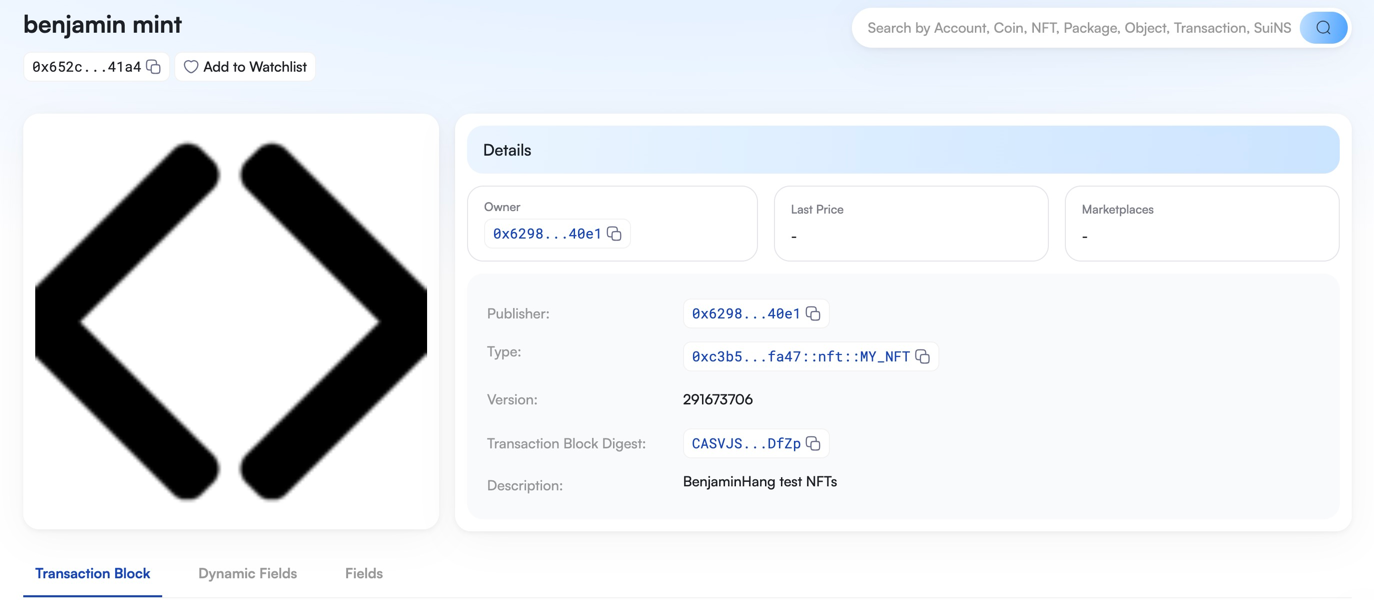 benjamin mint
Search by Account, Coin, NFT, Package, Object, Transaction, SuiNS
0x652c...41a4
Add to Watchlist
Details
Owner
0x6298...40e1
Last Price
-
Marketplaces
-
Publisher:
0x6298...40e1
Type:
0xc3b5...fa47::nft::MY_NFT
Version:
291673706
Transaction Block Digest:
CASVJS...DfZp
Description:
BenjaminHang test NFTs
Transaction Block
Dynamic Fields
Fields